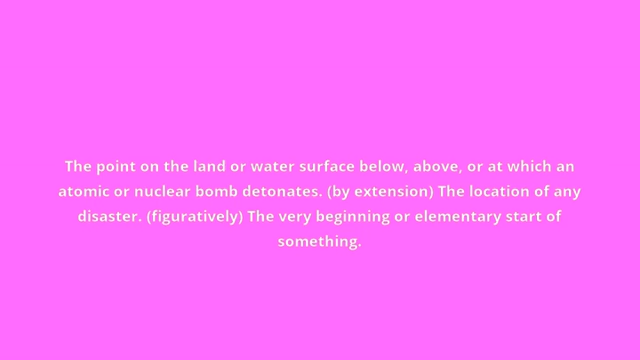 The point on the land or water surface below, above, or at which an
atomic or nuclear bomb detonates. (by extension) The location of any
disaster. (figuratively) The very beginning or elementary start of
something.